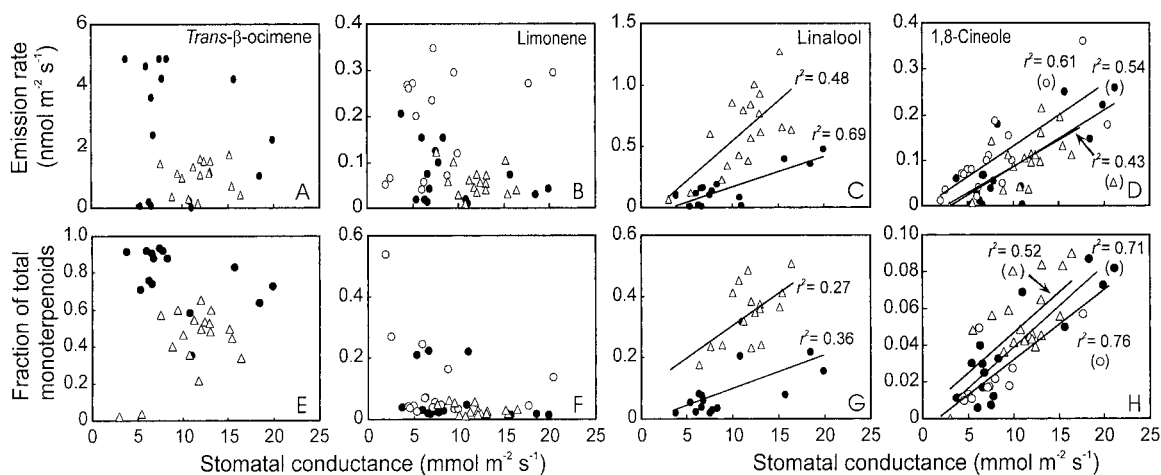 Emission rate
(nmol m⁻² s⁻¹)
6
4
2
0
Trans-β-ocimene
A
0.4
0.3
0.2
0.1
0
Limonene
B
2.0
1.5
1.0
0.5
0
Linalool
r² = 0.48
r² = 0.69
C
0.4
0.3
0.2
0.1
0
1,8-Cineole
r² = 0.61
r² = 0.54
r² = 0.43
D
Fraction of total
monoterpenoids
1.0
0.8
0.6
0.4
0.2
0
E
0 5 10 15 20 25
0.6
0.4
0.2
0
F
0 5 10 15 20 25
0.6
0.4
0.2
0
r² = 0.27
r² = 0.36
G
0 5 10 15 20 25
0.10
0.08
0.06
0.04
0.02
0
r² = 0.52
r² = 0.71
r² = 0.76
H
0 5 10 15 20 25
Stomatal conductance (mmol m⁻² s⁻¹)
Stomatal conductance (mmol m⁻² s⁻¹)